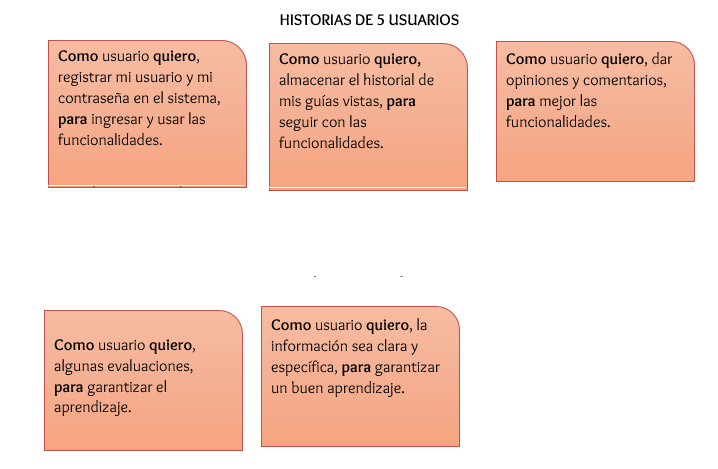 HISTORIAS DE 5 USUARIOS
Como usuario quiero,
registrar mi usuario y mi
contraseña en el sistema,
para ingresar y usar las
funcionalidades.
Como usuario quiero,
almacenar el historial de
mis guías vistas, para
seguir con las
funcionalidades.
Como usuario quiero, dar
opiniones y comentarios,
para mejor las
funcionalidades.
Como usuario quiero,
algunas evaluaciones,
para garantizar el
aprendizaje.
Como usuario quiero, la
información sea clara y
específica, para garantizar
un buen aprendizaje.